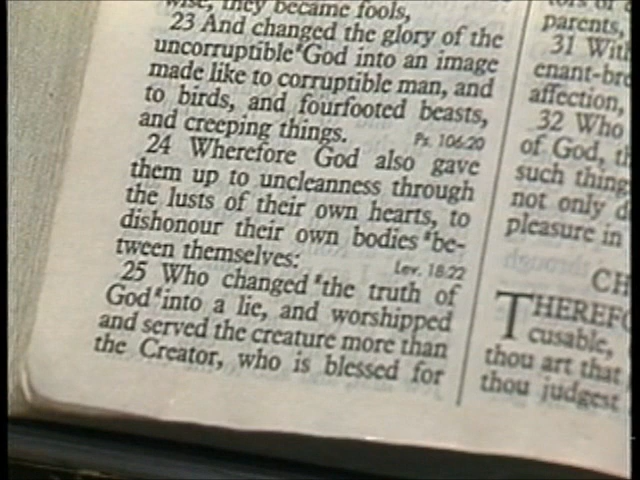 wise, they became fools,
23 And changed the glory of the
uncorruptible God into an image
made like to corruptible man, and
to birds, and fourfooted beasts,
and creeping things. Ps. 106:20
24 Wherefore God also gave
them up to uncleanness through
the lusts of their own hearts, to
dishonour their own bodies be-
tween themselves: Lev. 18:22
25 Who changed the truth of
God into a lie, and worshipped
and served the creature more than
the Creator, who is blessed for
parents,
31 With
enant-bre
affection,
32 Who
of God, th
such thing
not only d
pleasure in
CH
THEREFO
cusable,
thou art that
thou judgest